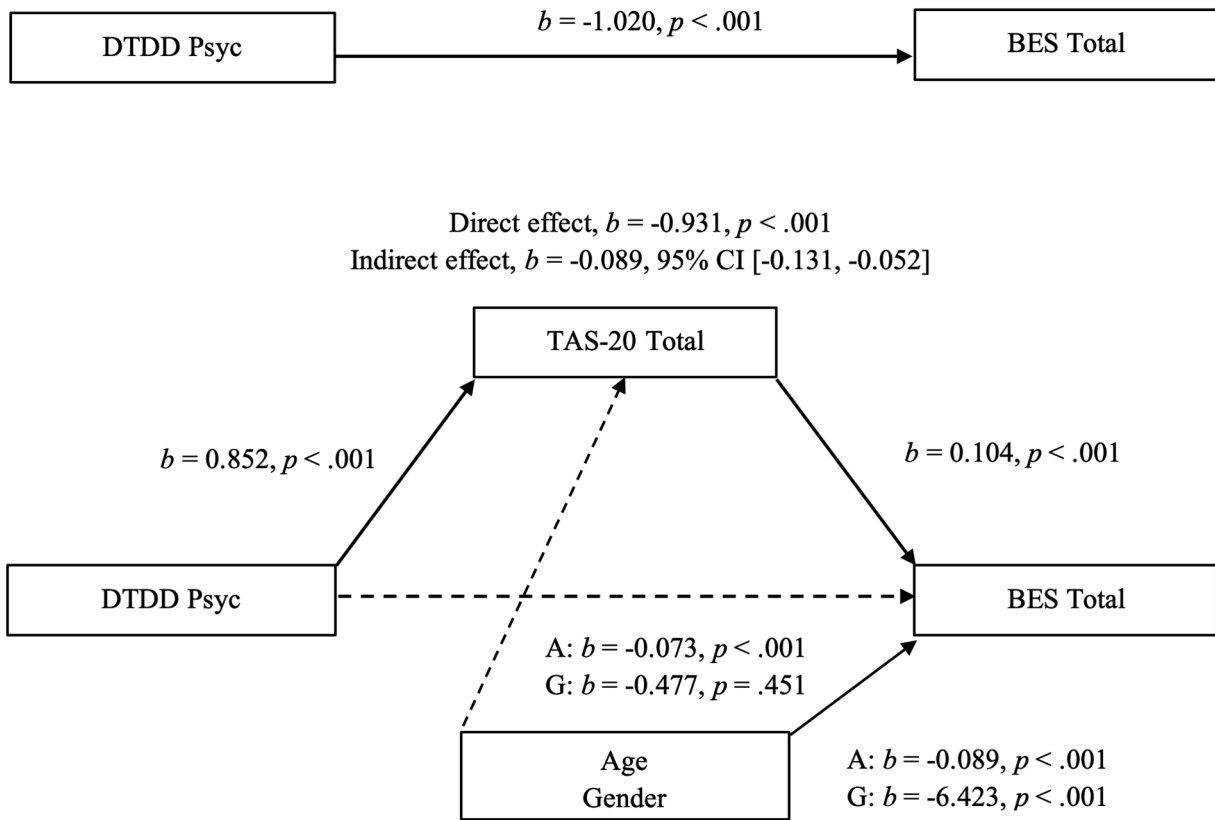 b = -1.020, p < .001
DTDD Psyc
BES Total
Direct effect, b = -0.931, p < .001
Indirect effect, b = -0.089, 95% CI [-0.131, -0.052]
TAS-20 Total
b = 0.852, p < .001
b = 0.104, p < .001
DTDD Psyc
BES Total
A: b = -0.073, p < .001
G: b = -0.477, p = .451
Age
Gender
A: b = -0.089, p < .001
G: b = -6.423, p < .001